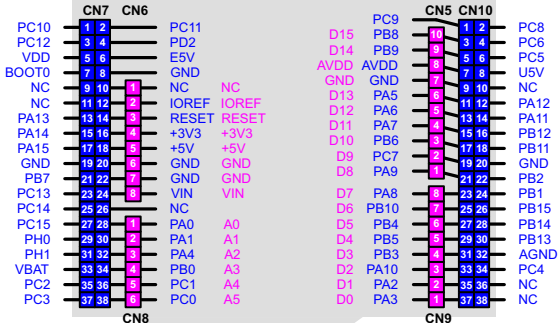 CN7 CN6
PC10 1 2 PC11
PC12 3 4 PD2
VDD 5 6 E5V
BOOT0 7 8 GND
NC 9 10 1 NC NC
NC 11 12 2 IOREF IOREF
PA13 13 14 3 RESET RESET
PA14 15 16 4 +3V3 +3V3
PA15 17 18 5 +5V +5V
GND 19 20 6 GND GND
PB7 21 22 7 GND GND
PC13 23 24 8 VIN VIN
PC14 25 26 NC
PC15 27 28 1 PA0 A0
PH0 29 30 2 PA1 A1
PH1 31 32 3 PA4 A2
VBAT 33 34 4 PB0 A3
PC2 35 36 5 PC1 A4
PC3 37 38 6 PC0 A5
CN8
CN5 CN10
PC9 1 2 PC8
D15 PB8 10 3 4 PC6
D14 PB9 9 5 6 PC5
AVDD AVDD 8 7 8 U5V
GND GND 7 9 10 NC
D13 PA5 6 11 12 PA12
D12 PA6 5 13 14 PA11
D11 PA7 4 15 16 PB12
D10 PB6 3 17 18 PB11
D9 PC7 2 19 20 GND
D8 PA9 1 21 22 PB2
D7 PA8 8 23 24 PB1
D6 PB10 7 25 26 PB15
D5 PB4 6 27 28 PB14
D4 PB5 5 29 30 PB13
D3 PB3 4 31 32 AGND
D2 PA10 3 33 34 PC4
D1 PA2 2 35 36 NC
D0 PA3 1 37 38 NC
CN9